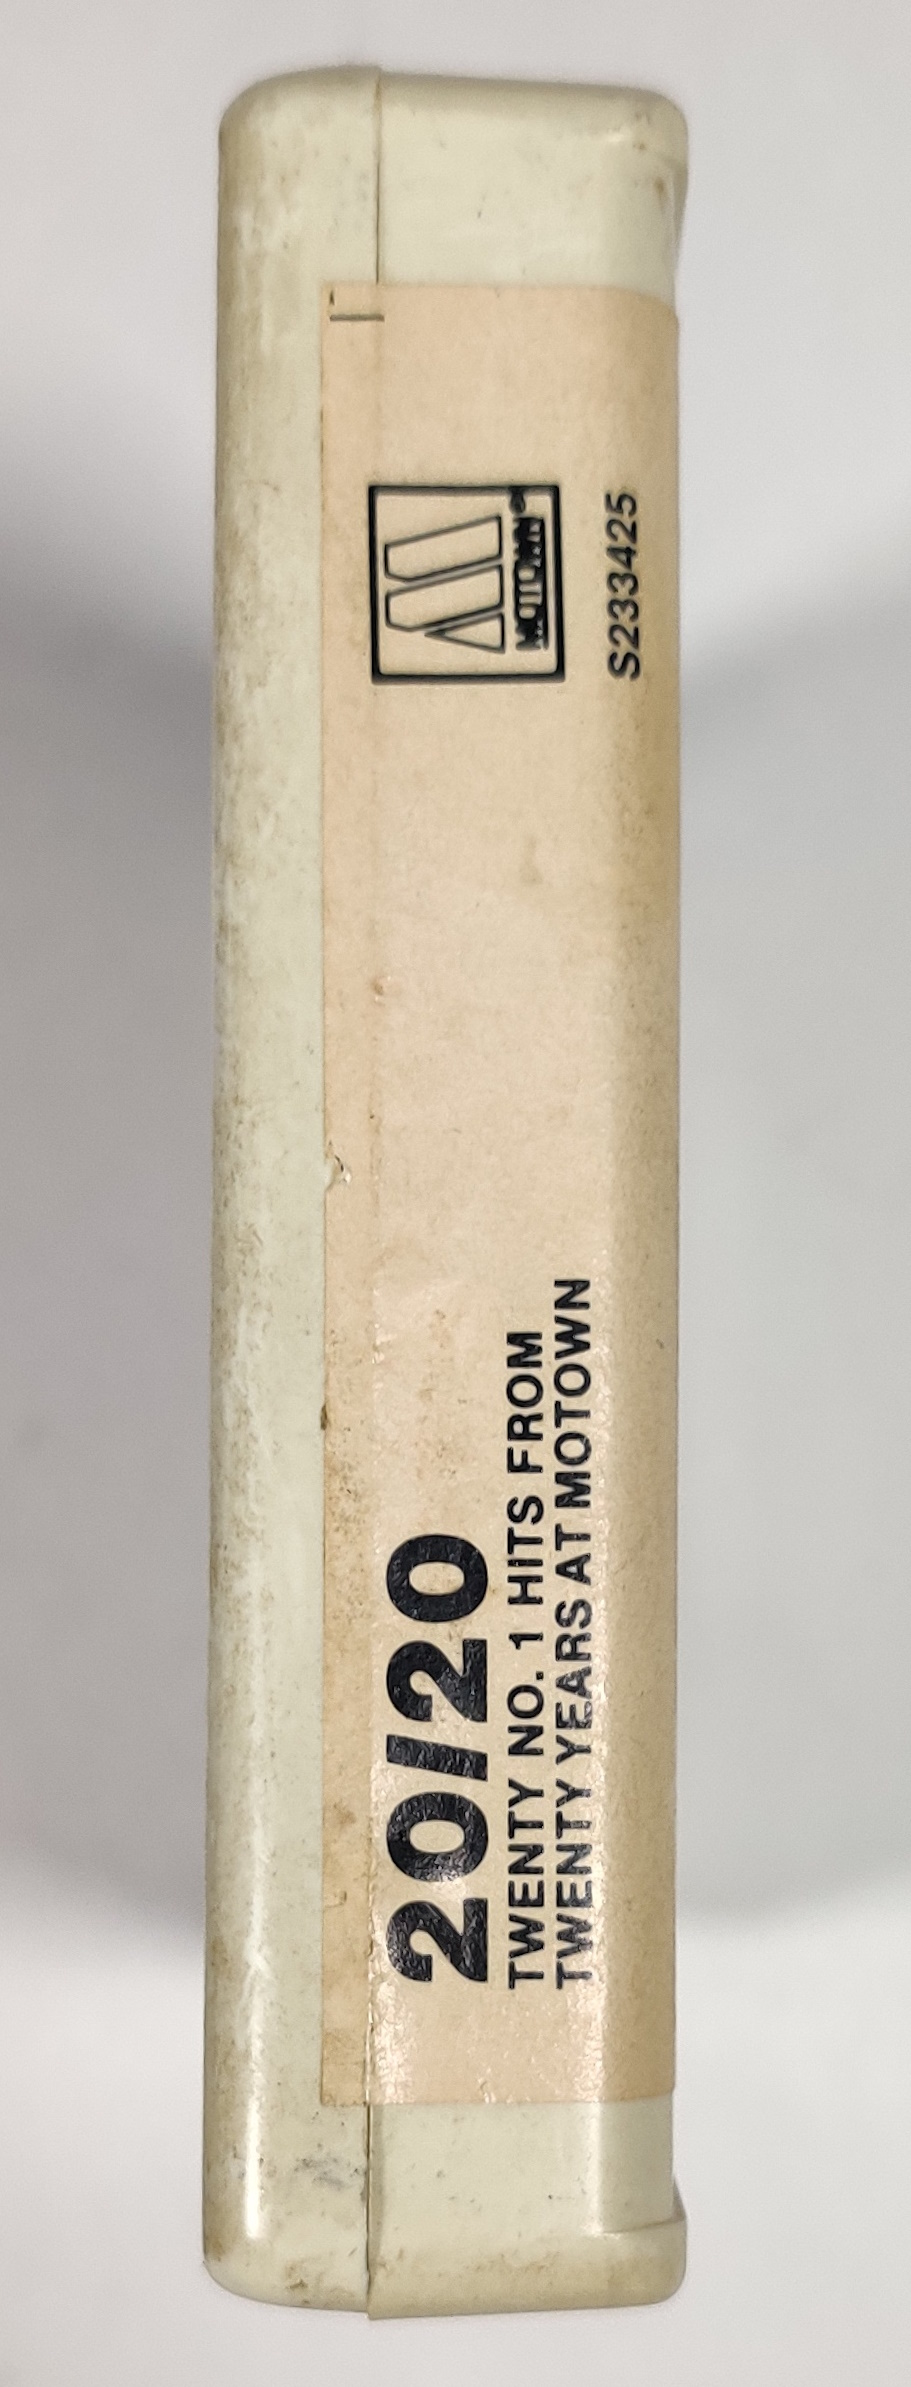 20/20
TWENTY NO. 1 HITS FROM
TWENTY YEARS AT MOTOWN
MOTOWN®
S233425